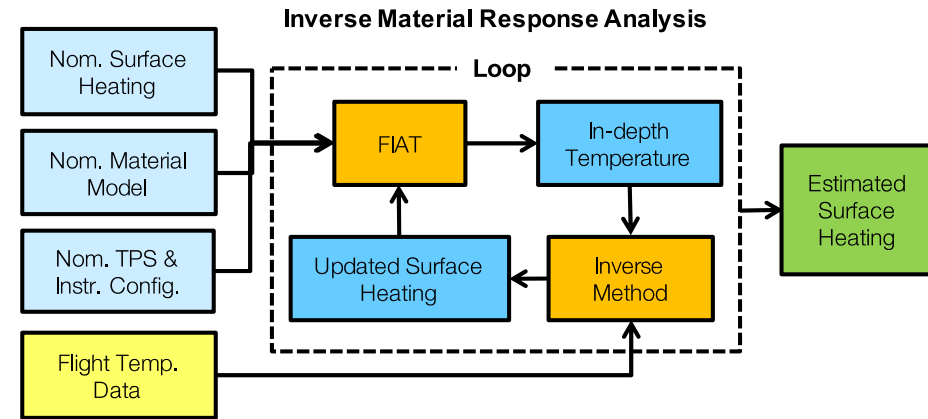 Inverse Material Response Analysis
Nom. Surface
Heating
Nom. Material
Model
Nom. TPS &
Instr. Config.
Flight Temp.
Data
Loop
FIAT
In-depth
Temperature
Updated Surface
Heating
Inverse
Method
Estimated
Surface
Heating